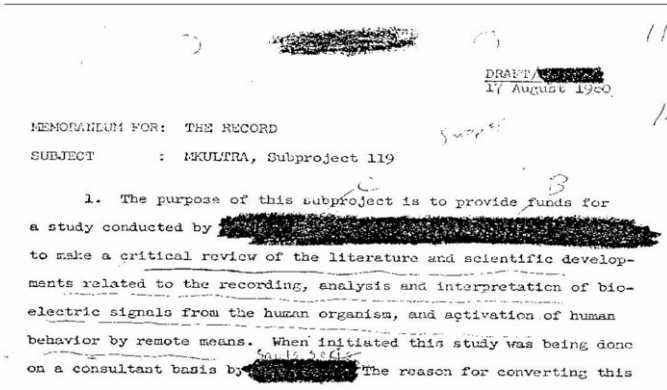 DRAFT/
17 August 1960
MEMORANDUM FOR: THE RECORD
SUBJECT : MKULTRA, Subproject 119
C B
1. The purpose of this subproject is to provide funds for
a study conducted by
to make a critical review of the literature and scientific develop-
ments related to the recording, analysis and interpretation of bio-
electric signals from the human organism, and activation of human
behavior by remote means. When initiated this study was being done
on a consultant basis by The reason for converting this